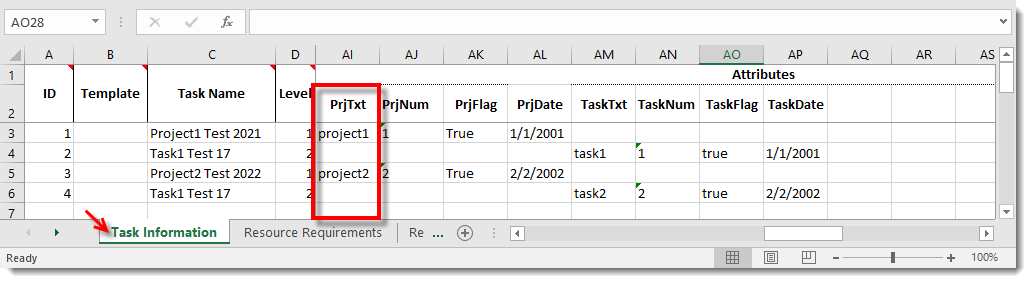 AO28 fx
A B C D AI AJ AK AL AM AN AO AP AQ AR AS
1 Attributes
ID Template Task Name Level
2 PrjTxt PrjNum PrjFlag PrjDate TaskTxt TaskNum TaskFlag TaskDate
3 1 Project1 Test 2021 1 project1 1 True 1/1/2001
4 2 Task1 Test 17 2 task1 1 true 1/1/2001
5 3 Project2 Test 2022 1 project2 2 True 2/2/2002
6 4 Task1 Test 17 2 task2 2 true 2/2/2002
7
Task Information Resource Requirements Re ...
Ready 100%